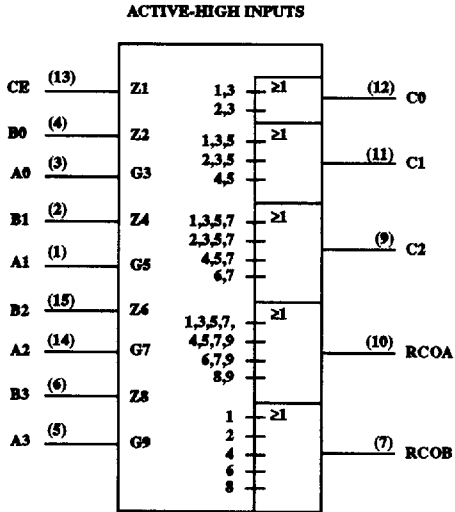 ACTIVE-HIGH INPUTS
CE (13) Z1 1,3 ≥1 (12) C0
2,3
B0 (4) Z2
1,3,5 ≥1
A0 (3) G3 2,3,5 (11) C1
4,5
B1 (2) Z4 1,3,5,7 ≥1
2,3,5,7
A1 (1) G5 4,5,7 (9) C2
6,7
B2 (15) Z6
1,3,5,7, ≥1
A2 (14) G7 4,5,7,9 (10) RCOA
6,7,9
8,9
B3 (6) Z8
1 ≥1
2
A3 (5) G9 4 (7) RCOB
6
8